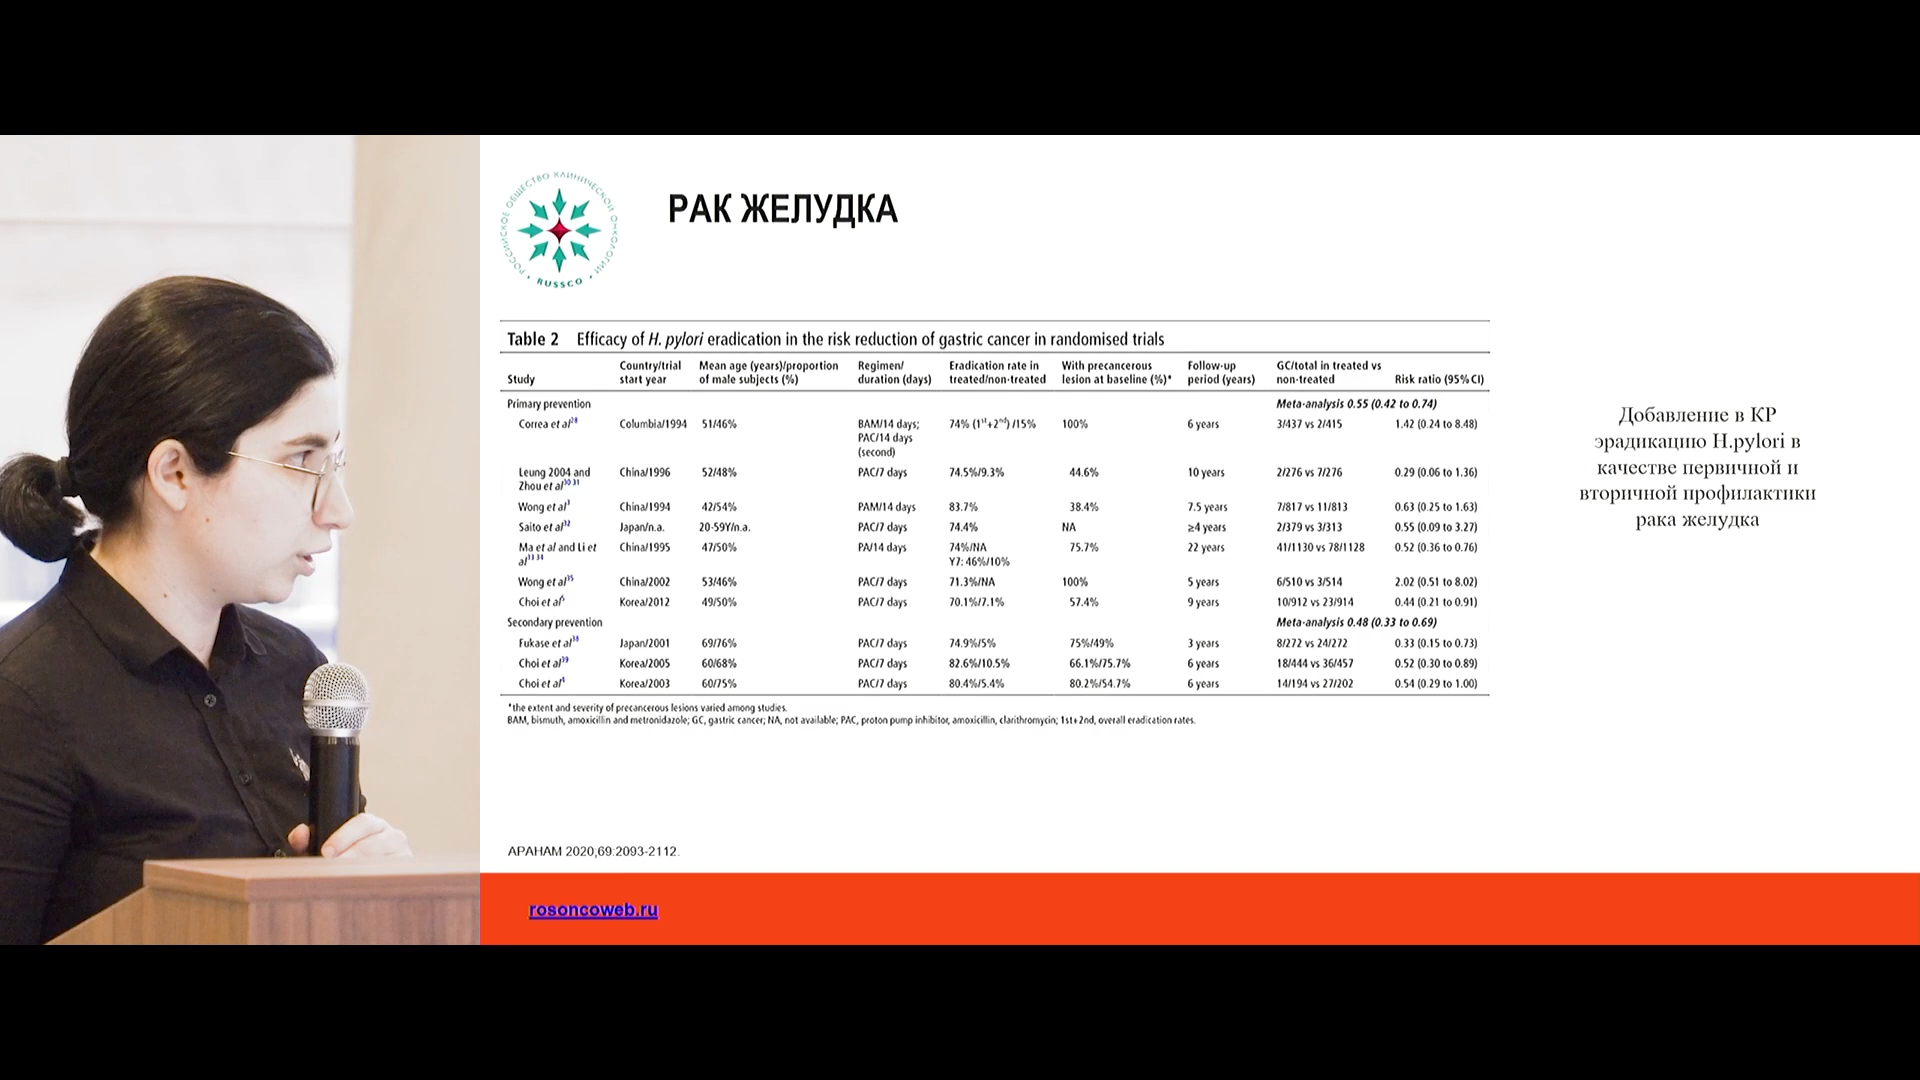 РОССИЙСКОЕ ОБЩЕСТВО КЛИНИЧЕСКОЙ ОНКОЛОГИИ
• RUSSCO •
РАК ЖЕЛУДКА
Table 2 Efficacy of H. pylori eradication in the risk reduction of gastric cancer in randomised trials
Study Country/trial start year Mean age (years)/proportion of male subjects (%) Regimen/ duration (days) Eradication rate in treated/non-treated With precancerous lesion at baseline (%)* Follow-up period (years) GC/total in treated vs non-treated Risk ratio (95% CI)
Primary prevention Meta-analysis 0.55 (0.42 to 0.74)
Correa et al28 Columbia/1994 51/46% BAM/14 days; PAC/14 days (second) 74% (1st+2nd) /15% 100% 6 years 3/437 vs 2/415 1.42 (0.24 to 8.48)
Leung 2004 and Zhou et al30 31 China/1996 52/48% PAC/7 days 74.5%/9.3% 44.6% 10 years 2/276 vs 7/276 0.29 (0.06 to 1.36)
Wong et al3 China/1994 42/54% PAM/14 days 83.7% 38.4% 7.5 years 7/817 vs 11/813 0.63 (0.25 to 1.63)
Saito et al32 Japan/n.a. 20-59Y/n.a. PAC/7 days 74.4% NA ≥4 years 2/379 vs 3/313 0.55 (0.09 to 3.27)
Ma et al and Li et al33 34 China/1995 47/50% PA/14 days 74%/NA Y7: 46%/10% 75.7% 22 years 41/1130 vs 78/1128 0.52 (0.36 to 0.76)
Wong et al35 China/2002 53/46% PAC/7 days 71.3%/NA 100% 5 years 6/510 vs 3/514 2.02 (0.51 to 8.02)
Choi et al5 Korea/2012 49/50% PAC/7 days 70.1%/7.1% 57.4% 9 years 10/912 vs 23/914 0.44 (0.21 to 0.91)
Secondary prevention Meta-analysis 0.48 (0.33 to 0.69)
Fukase et al38 Japan/2001 69/76% PAC/7 days 74.9%/5% 75%/49% 3 years 8/272 vs 24/272 0.33 (0.15 to 0.73)
Choi et al39 Korea/2005 60/68% PAC/7 days 82.6%/10.5% 66.1%/75.7% 6 years 18/444 vs 36/457 0.52 (0.30 to 0.89)
Choi et al4 Korea/2003 60/75% PAC/7 days 80.4%/5.4% 80.2%/54.7% 6 years 14/194 vs 27/202 0.54 (0.29 to 1.00)
*the extent and severity of precancerous lesions varied among studies.
BAM, bismuth, amoxicillin and metronidazole; GC, gastric cancer; NA, not available; PAC, proton pump inhibitor, amoxicillin, clarithromycin; 1st+2nd, overall eradication rates.
Добавление в КР
эрадикацию H.pylori в
качестве первичной и
вторичной профилактики
рака желудка
APAHAM 2020;69:2093-2112.
rosoncoweb.ru